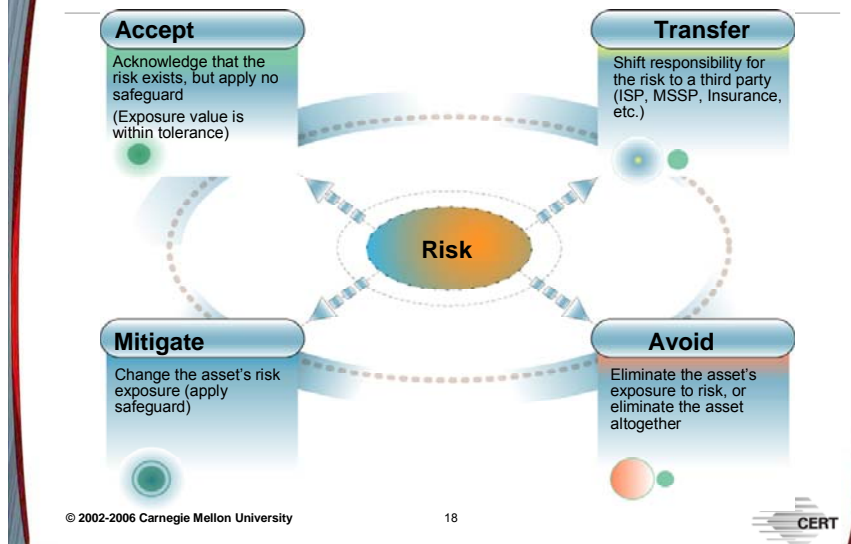 Accept
Acknowledge that the
risk exists, but apply no
safeguard
(Exposure value is
within tolerance)
Transfer
Shift responsibility for
the risk to a third party
(ISP, MSSP, Insurance,
etc.)
Risk
Mitigate
Change the asset's risk
exposure (apply
safeguard)
Avoid
Eliminate the asset's
exposure to risk, or
eliminate the asset
altogether
© 2002-2006 Carnegie Mellon University
18
CERT